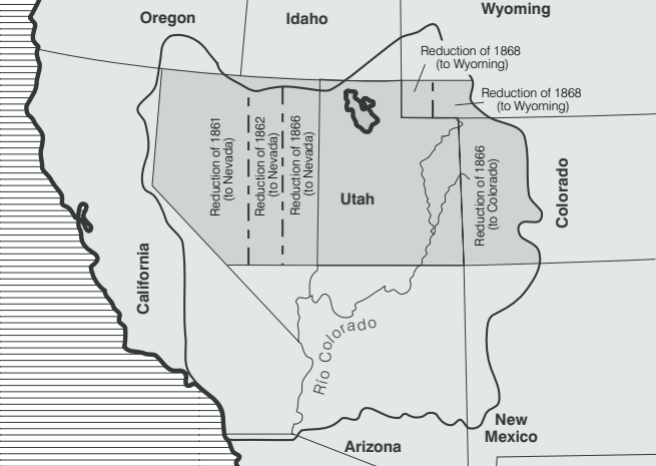 Oregon
Idaho
Wyoming
Reduction of 1868
(to Wyoming)
Reduction of 1868
(to Wyoming)
Reduction of 1861
(to Nevada)
Reduction of 1862
(to Nevada)
Reduction of 1866
(to Nevada)
Utah
Reduction of 1866
(to Colorado)
Colorado
California
Río Colorado
New
Mexico
Arizona